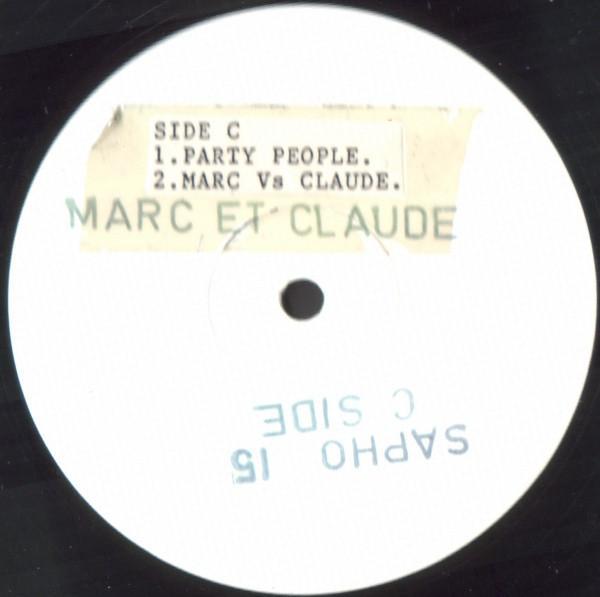 SIDE C
1.PARTY PEOPLE.
2.MARC Vs CLAUDE.
MARC ET CLAUDE
SAPHO 15
C SIDE